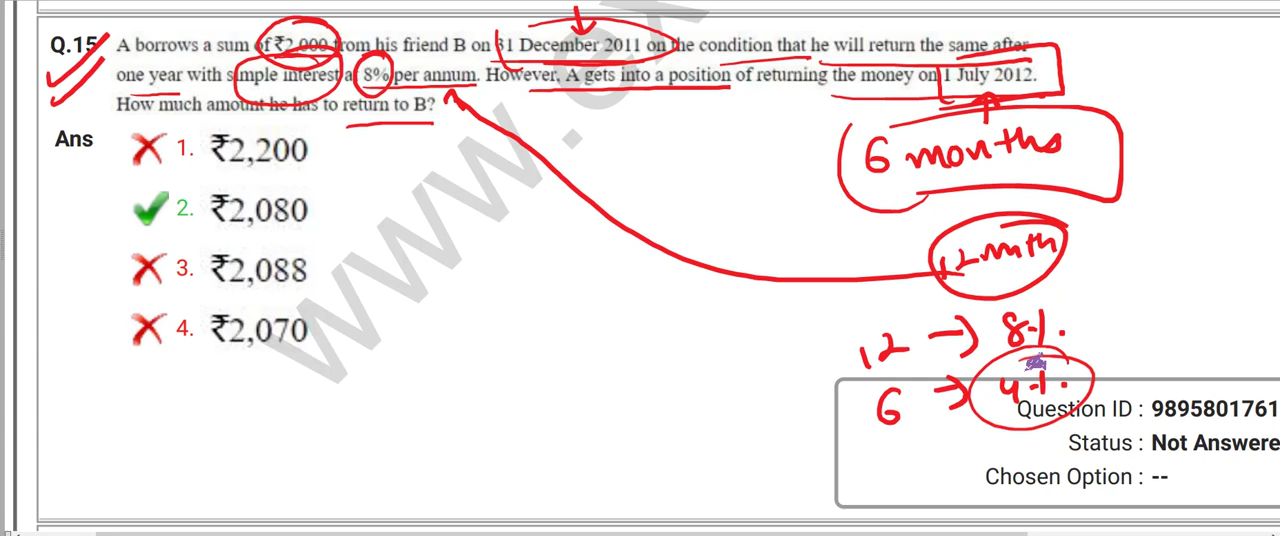 Q.15 A borrows a sum of ₹2,000 from his friend B on 31 December 2011 on the condition that he will return the same after
one year with simple interest at 8% per annum. However, A gets into a position of returning the money on 1 July 2012.
How much amount he has to return to B?
6 months
Ans 1. ₹2,200
2. ₹2,080
12 mnth
3. ₹2,088
4. ₹2,070
12 → 8%.
6 → 4%.
Question ID : 9895801761
Status : Not Answere
Chosen Option : --
www.ex